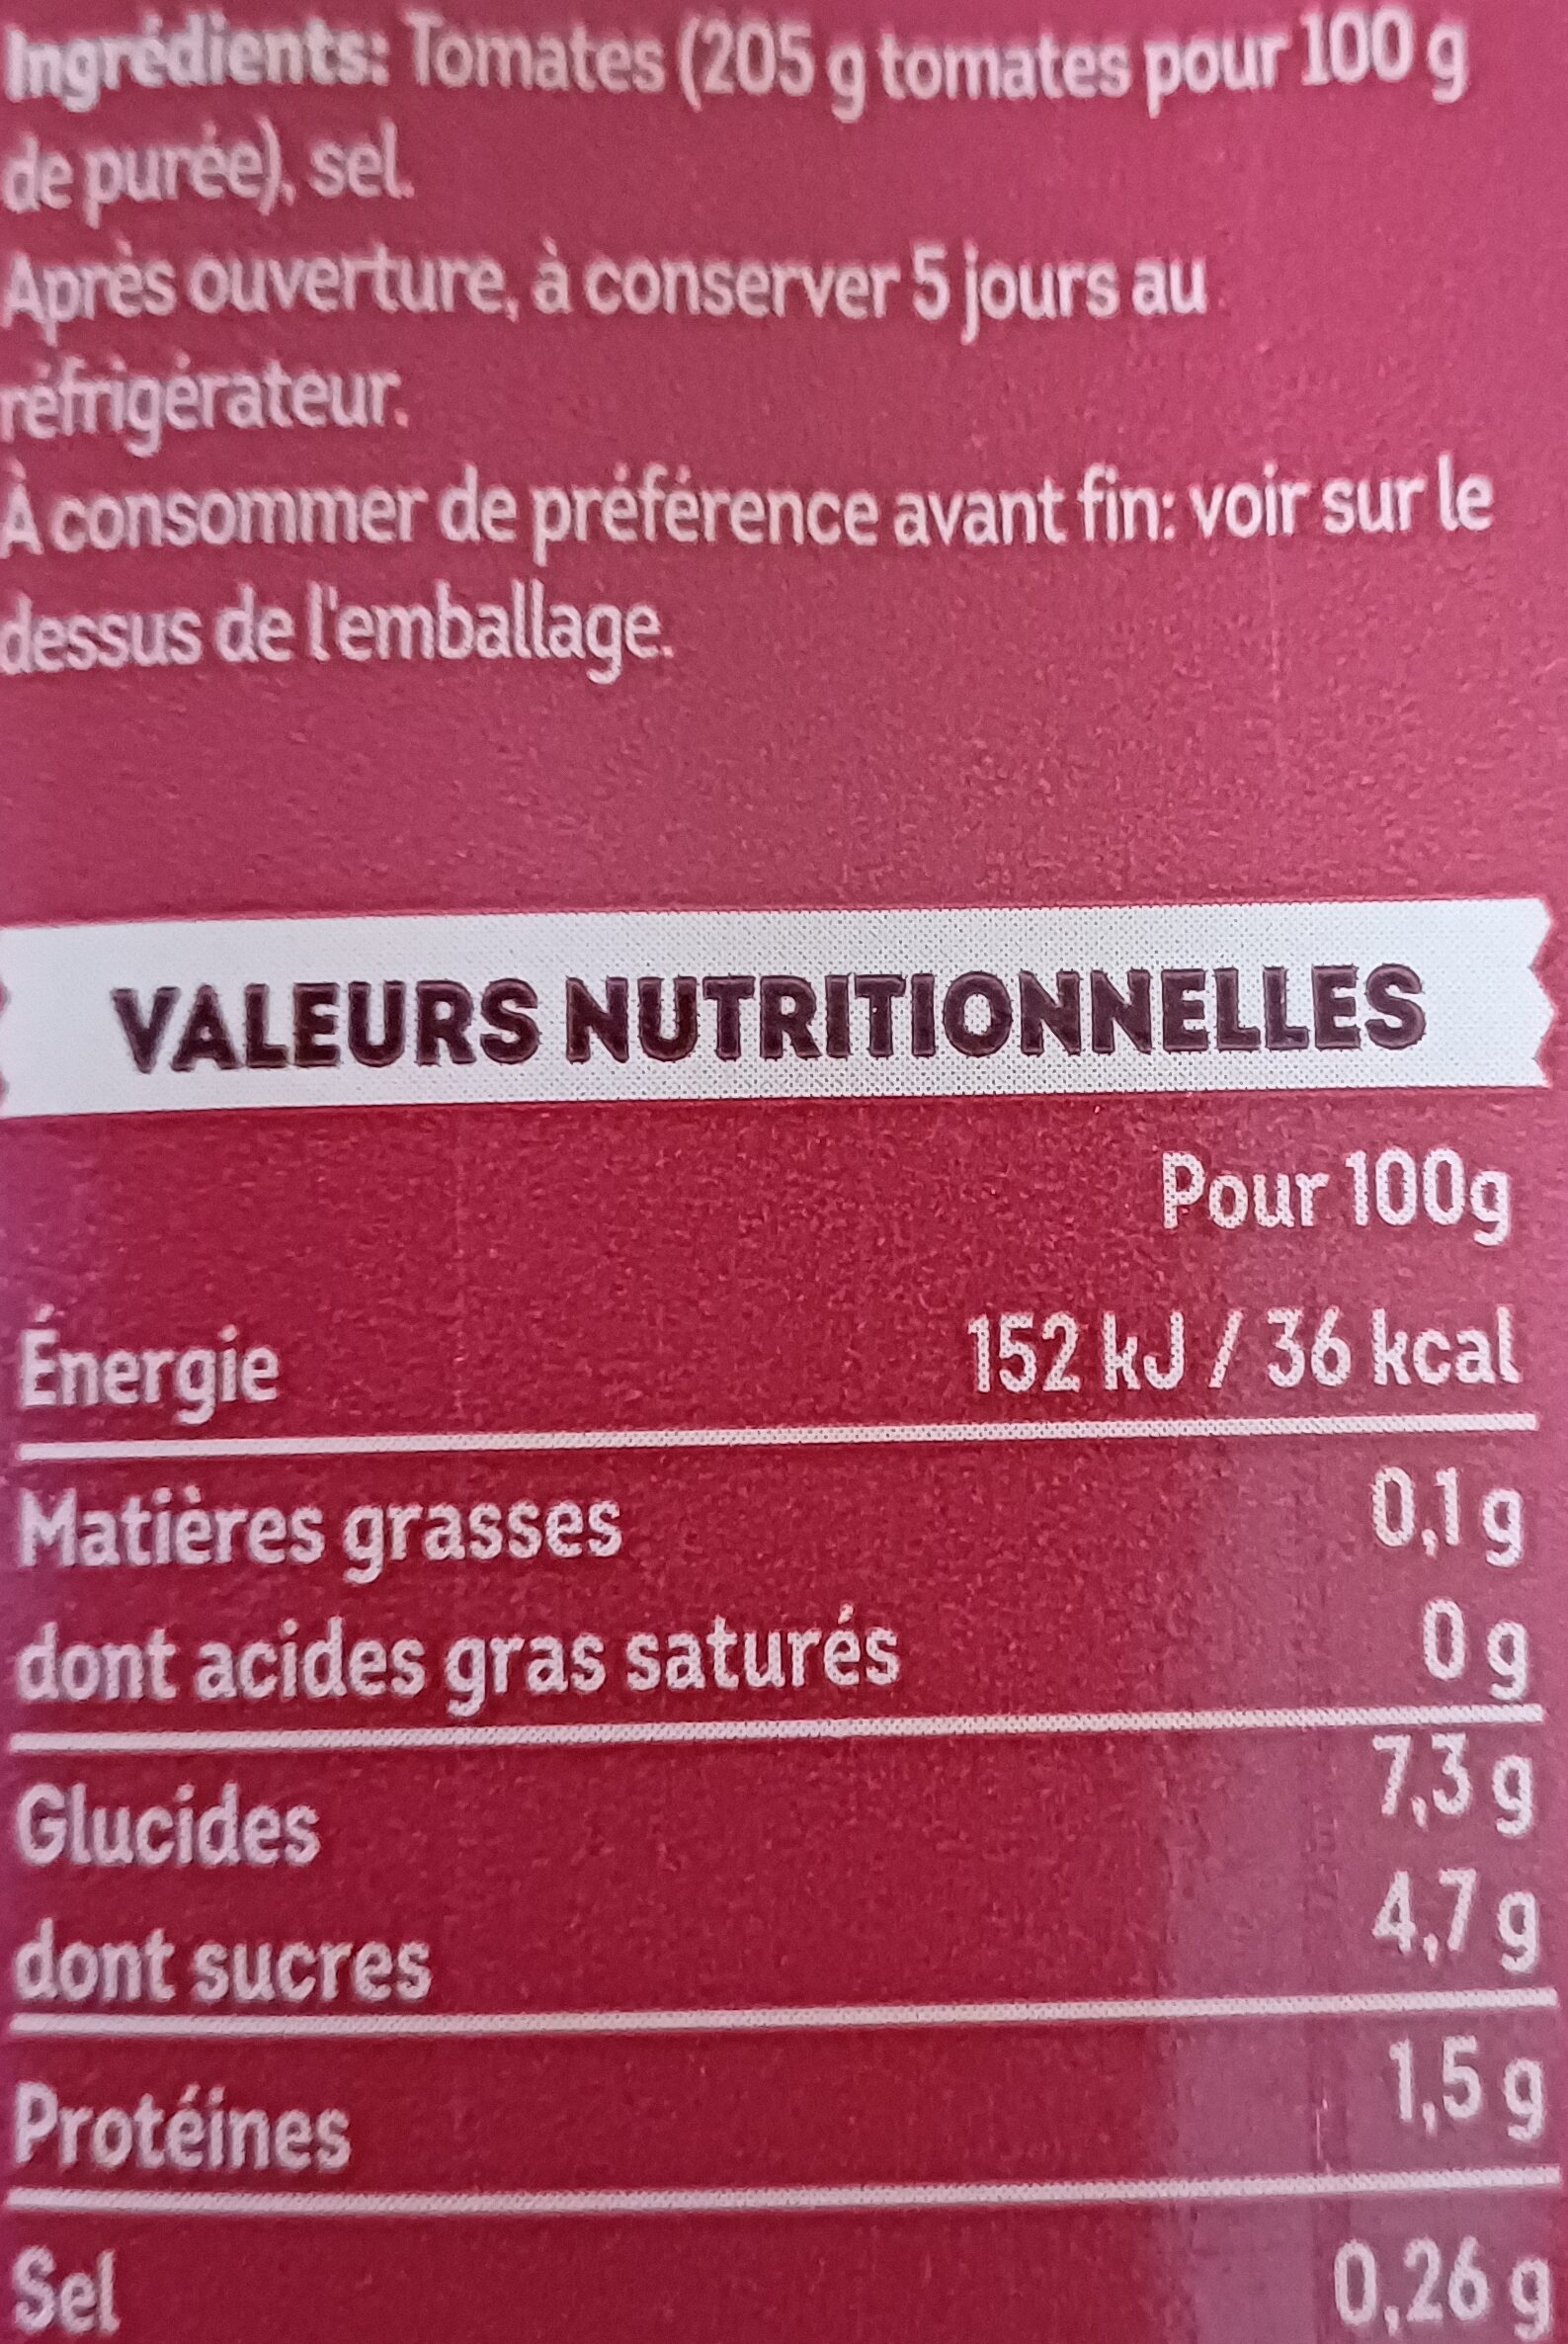 Ingrédients: Tomates (205 g tomates pour 100 g
de purée), sel.
Après ouverture, à conserver 5 jours au
réfrigérateur.
À consommer de préférence avant fin: voir sur le
dessus de l'emballage.
VALEURS NUTRITIONNELLES
Pour 100g
Énergie 152 kJ / 36 kcal
Matières grasses 0,1 g
dont acides gras saturés 0 g
Glucides 7,3 g
dont sucres 4,7 g
Protéines 1,5 g
Sel 0,26 g